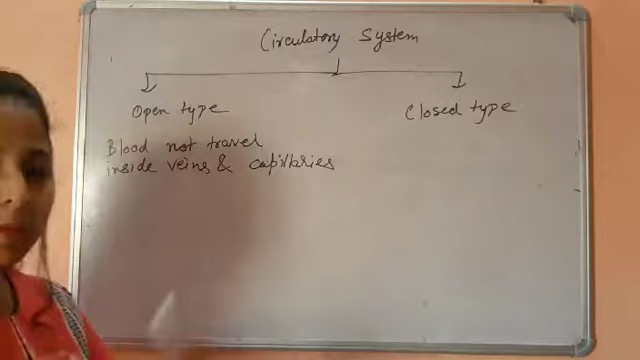 Circulatory System
Open type
Closed type
Blood not travel
inside veins & capillaries